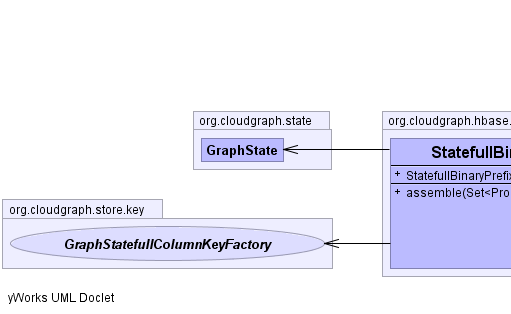 org.cloudgraph.state
GraphState
org.cloudgraph.hbase.
StatefullBin
+ StatefullBinaryPrefix
+ assemble(Set<Pro
org.cloudgraph.store.key
GraphStatefullColumnKeyFactory
yWorks UML Doclet